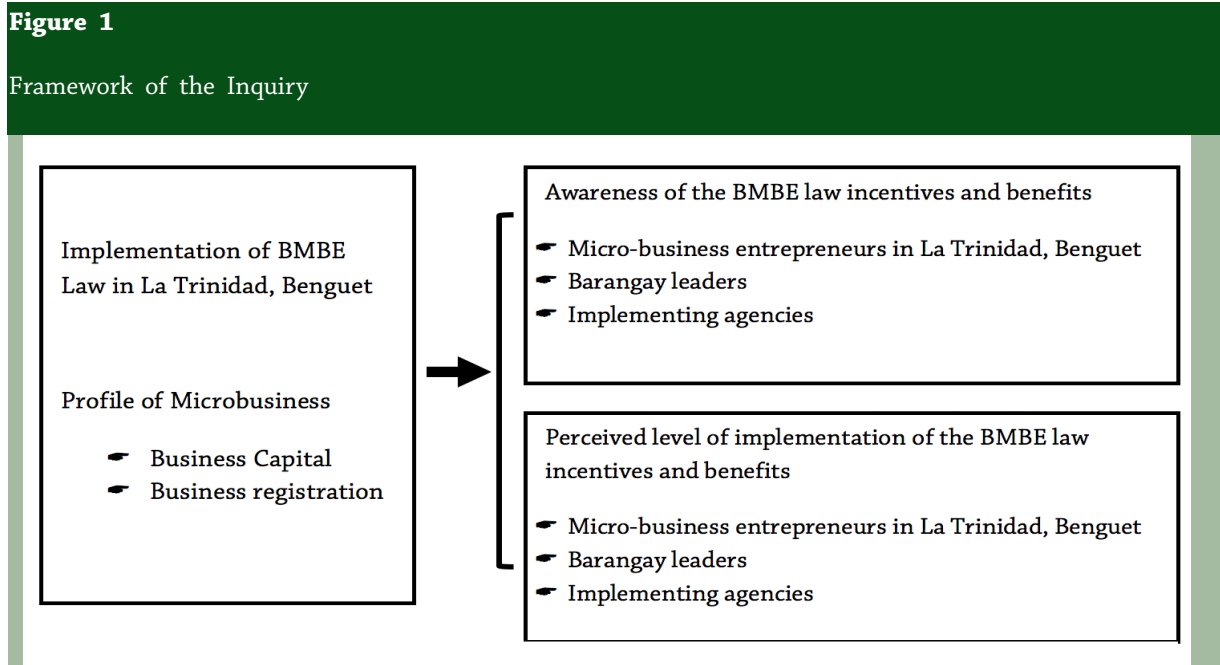 Figure 1
Framework of the Inquiry
Implementation of BMBE
Law in La Trinidad, Benguet
Profile of Microbusiness
Business Capital
Business registration
Awareness of the BMBE law incentives and benefits
Micro-business entrepreneurs in La Trinidad, Benguet
Barangay leaders
Implementing agencies
Perceived level of implementation of the BMBE law
incentives and benefits
Micro-business entrepreneurs in La Trinidad, Benguet
Barangay leaders
Implementing agencies